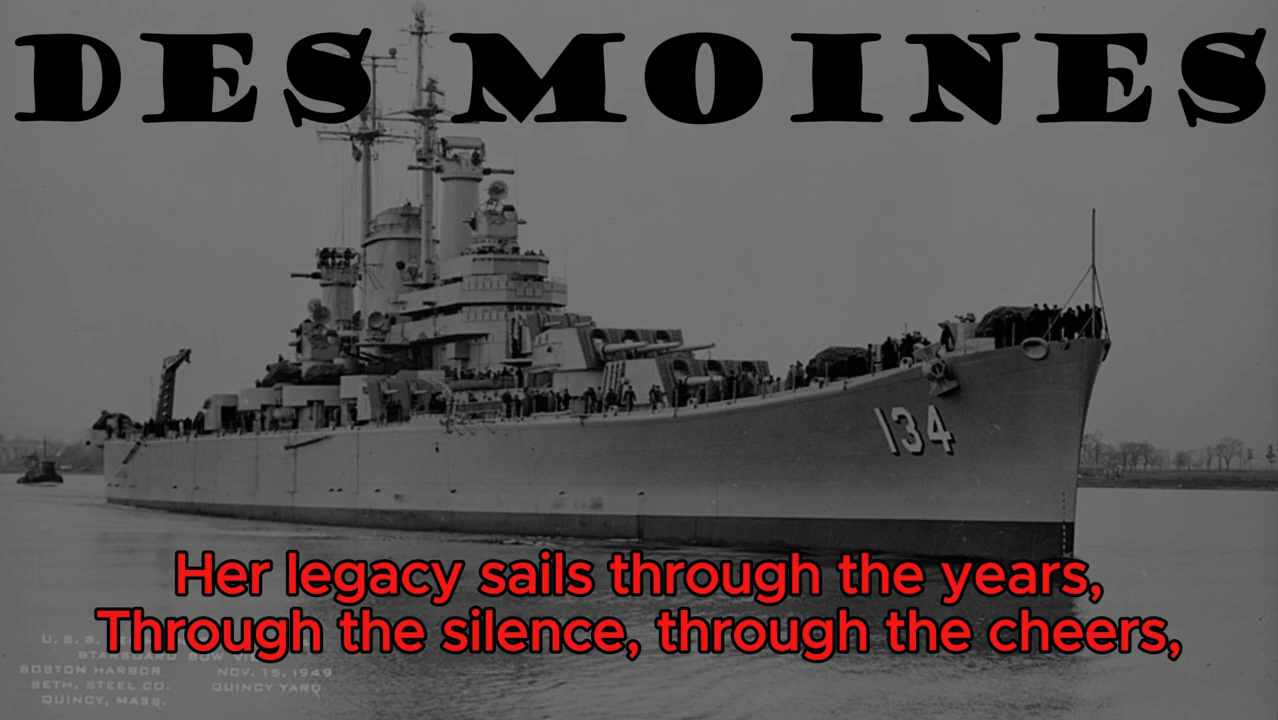 DES MOINES
134
Her legacy sails through the years,
Through the silence, through the cheers,
U. S. S.
STARBOARD BOW
BOSTON HARBOR NOV. 15, 1949
BETH. STEEL CO. QUINCY YARD
QUINCY, MASS.